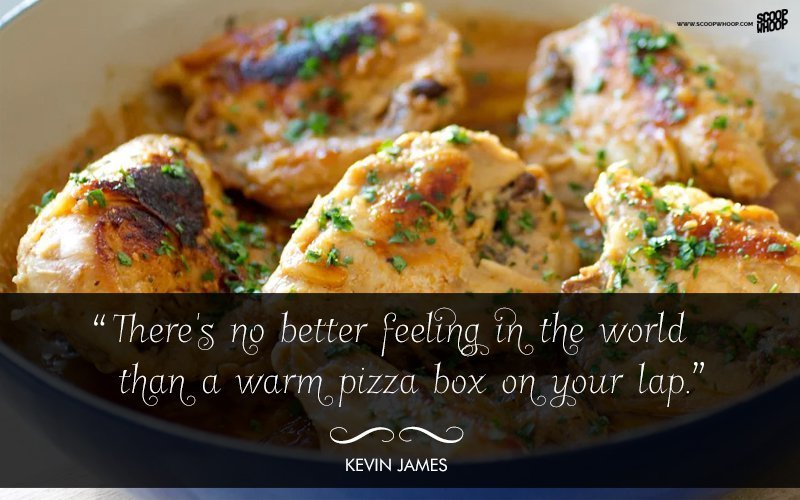 WWW.SCOOPWHOOP.COM
SCOOP
WHOOP
“There's no better feeling in the world
than a warm pizza box on your lap.”
KEVIN JAMES